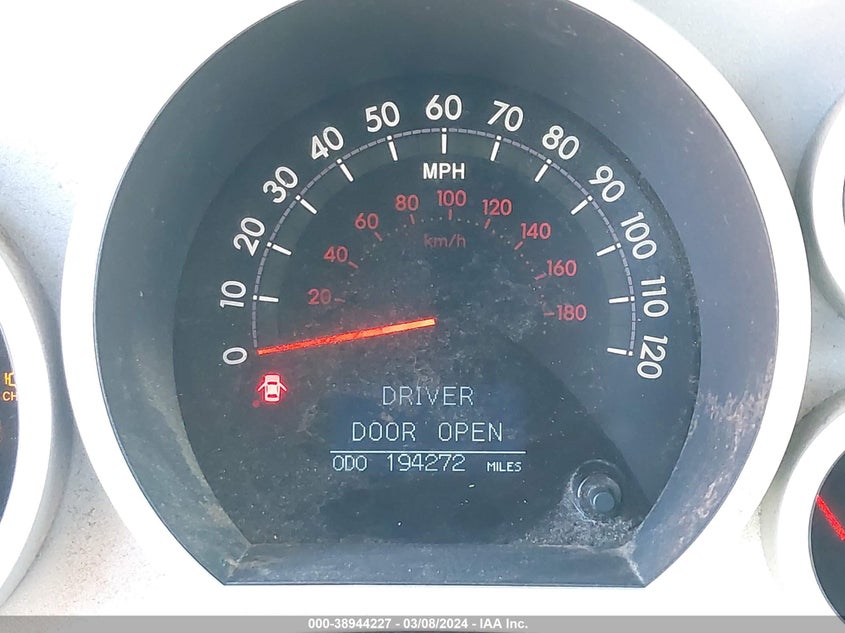 0 10 20 30 40 50 60 70 80 90 100 110 120
MPH
20 40 60 80 100 120 140 160 180
km/h
DRIVER
DOOR OPEN
ODO 194272 MILES
CH
000-38944227 - 03/08/2024 - IAA Inc.